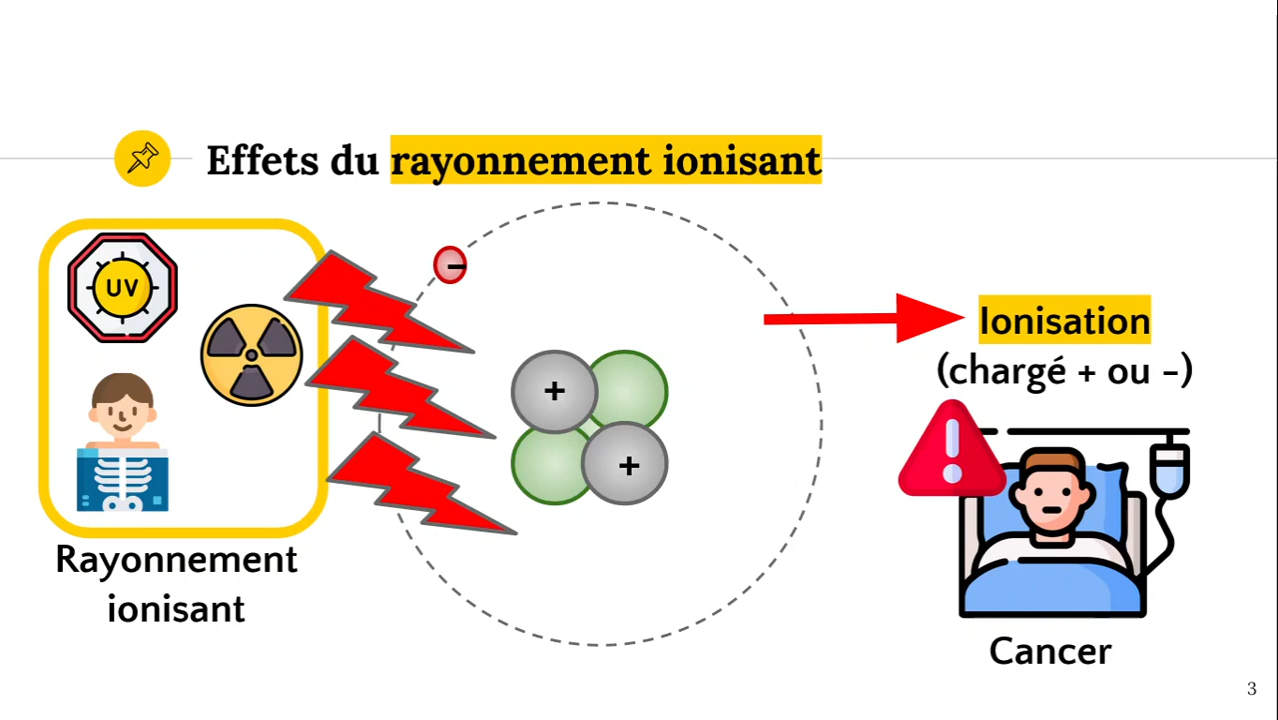 Effets du rayonnement ionisant
UV
-
+
+
Rayonnement
ionisant
Ionisation
(chargé + ou -)
Cancer
3